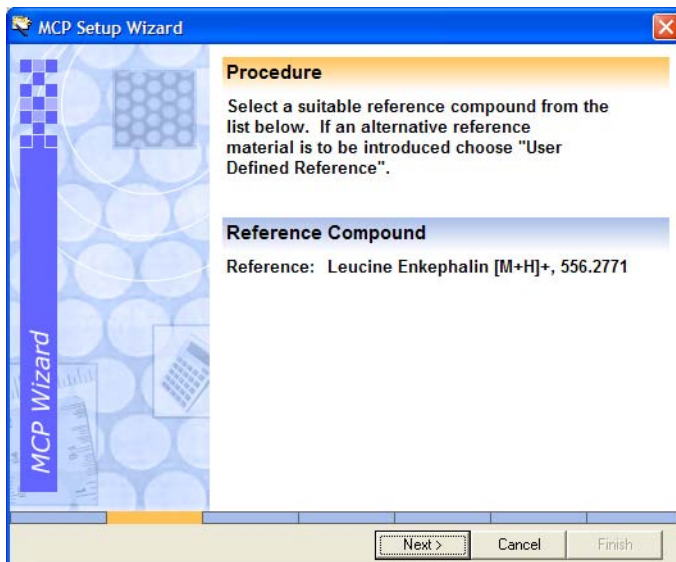 MCP Setup Wizard
Procedure
Select a suitable reference compound from the
list below. If an alternative reference
material is to be introduced choose "User
Defined Reference".
Reference Compound
Reference: Leucine Enkephalin [M+H]+, 556.2771
MCP Wizard
Next >
Cancel
Finish